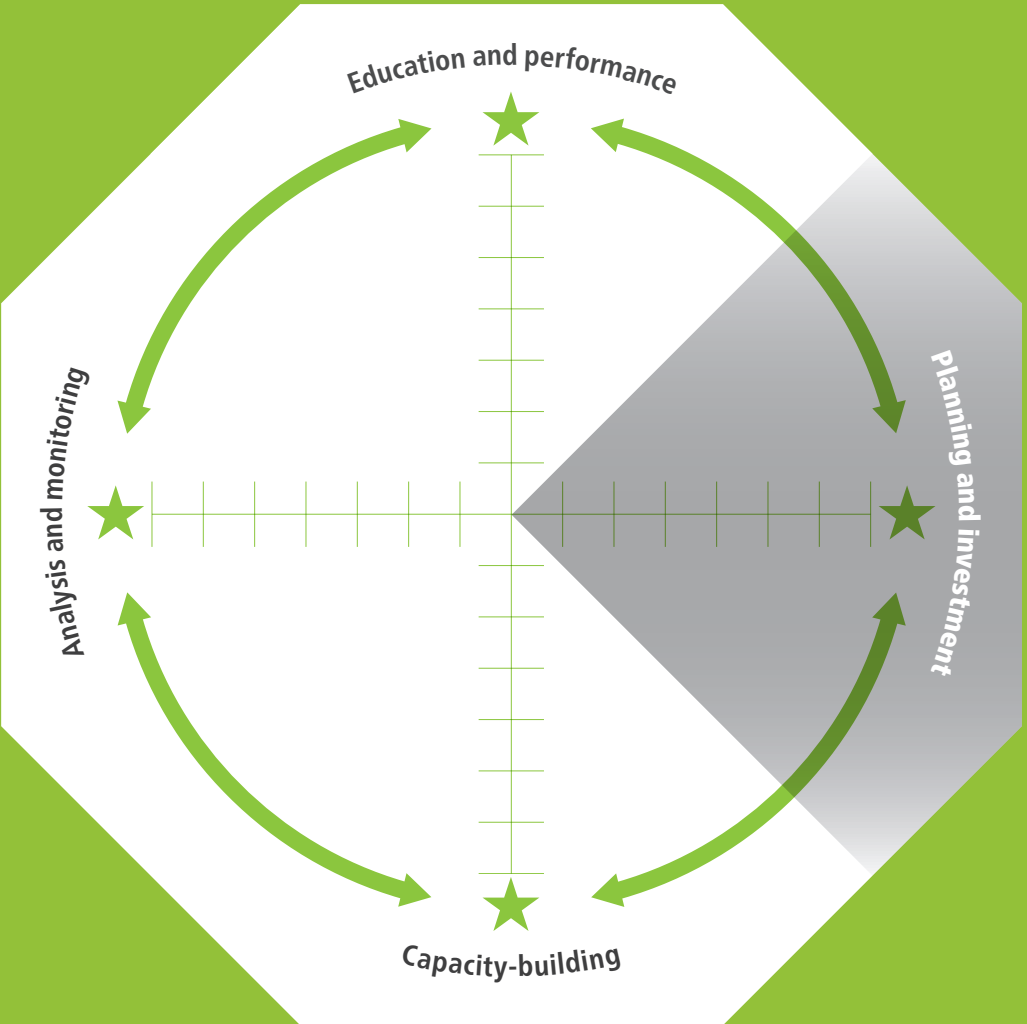 Education and performance
Analysis and monitoring
Planning and investment
Capacity-building